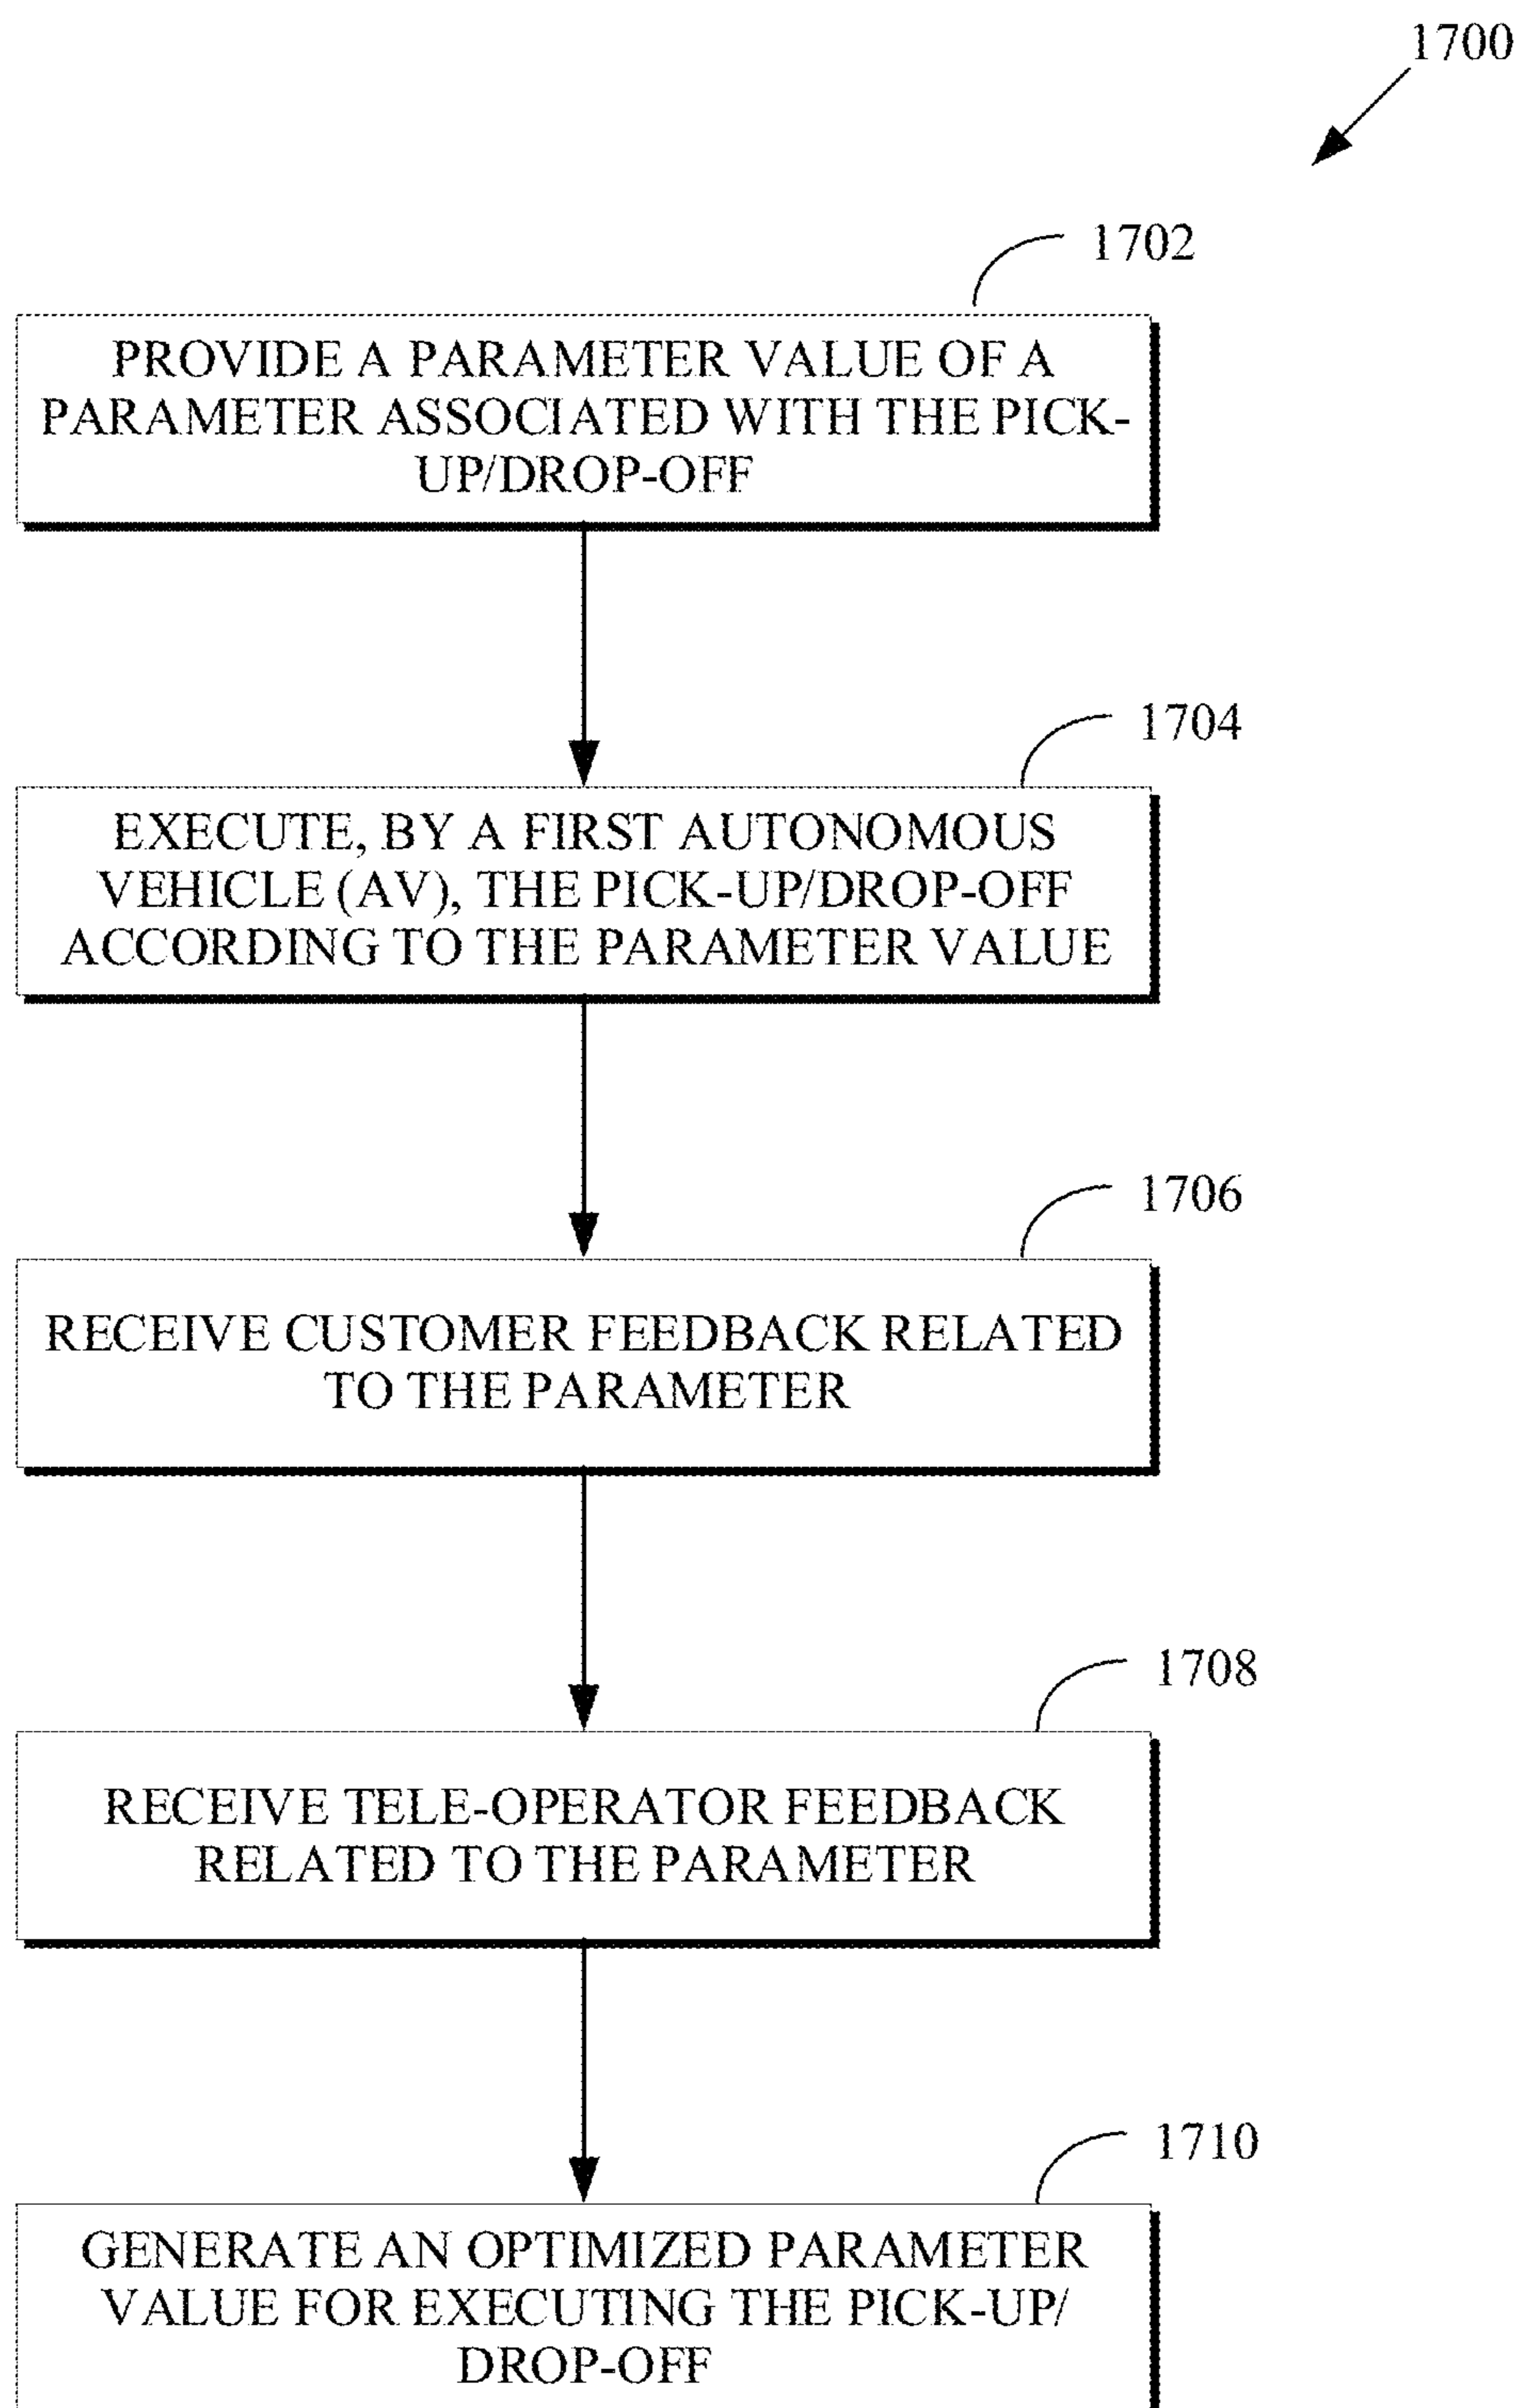 1700
1702
PROVIDE A PARAMETER VALUE OF A
PARAMETER ASSOCIATED WITH THE PICK-
UP/DROP-OFF
1704
EXECUTE, BY A FIRST AUTONOMOUS
VEHICLE (AV), THE PICK-UP/DROP-OFF
ACCORDING TO THE PARAMETER VALUE
1706
RECEIVE CUSTOMER FEEDBACK RELATED
TO THE PARAMETER
1708
RECEIVE TELE-OPERATOR FEEDBACK
RELATED TO THE PARAMETER
1710
GENERATE AN OPTIMIZED PARAMETER
VALUE FOR EXECUTING THE PICK-UP/
DROP-OFF